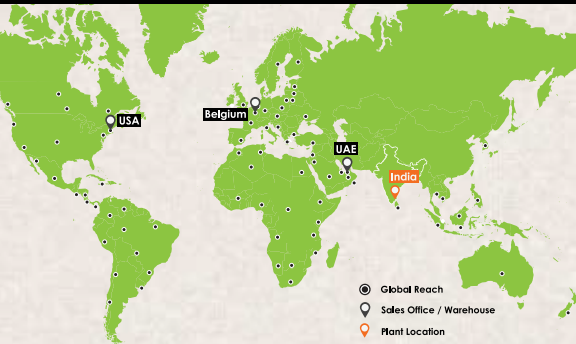 USA
Belgium
UAE
India
Global Reach
Sales Office / Warehouse
Plant Location